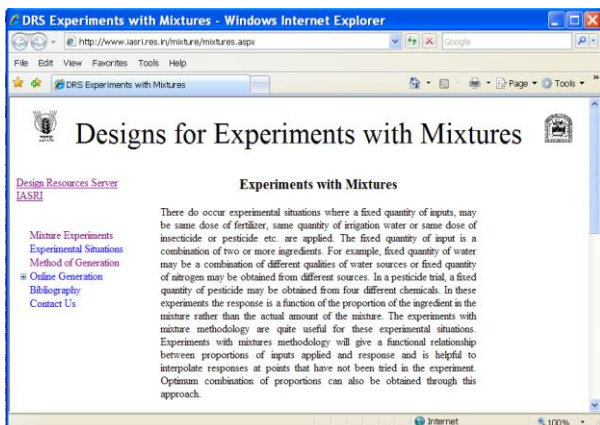 DRS Experiments with Mixtures - Windows Internet Explorer
http://www.iasri.res.in/mixture/mixtures.aspx
Google
File Edit View Favorites Tools Help
DRS Experiments with Mixtures
Page Tools
Designs for Experiments with Mixtures
Design Resources Server
IASRI
Mixture Experiments
Experimental Situations
Method of Generation
Online Generation
Bibliography
Contact Us
Experiments with Mixtures
There do occur experimental situations where a fixed quantity of inputs, may
be same dose of fertilizer, same quantity of irrigation water or same dose of
insecticide or pesticide etc. are applied. The fixed quantity of input is a
combination of two or more ingredients. For example, fixed quantity of water
may be a combination of different qualities of water sources or fixed quantity
of nitrogen may be obtained from different sources. In a pesticide trial, a fixed
quantity of pesticide may be obtained from four different chemicals. In these
experiments the response is a function of the proportion of the ingredient in the
mixture rather than the actual amount of the mixture. The experiments with
mixture methodology are quite useful for these experimental situations.
Experiments with mixtures methodology will give a functional relationship
between proportions of inputs applied and response and is helpful to
interpolate responses at points that have not been tried in the experiment.
Optimum combination of proportions can also be obtained through this
approach.
Internet
100%